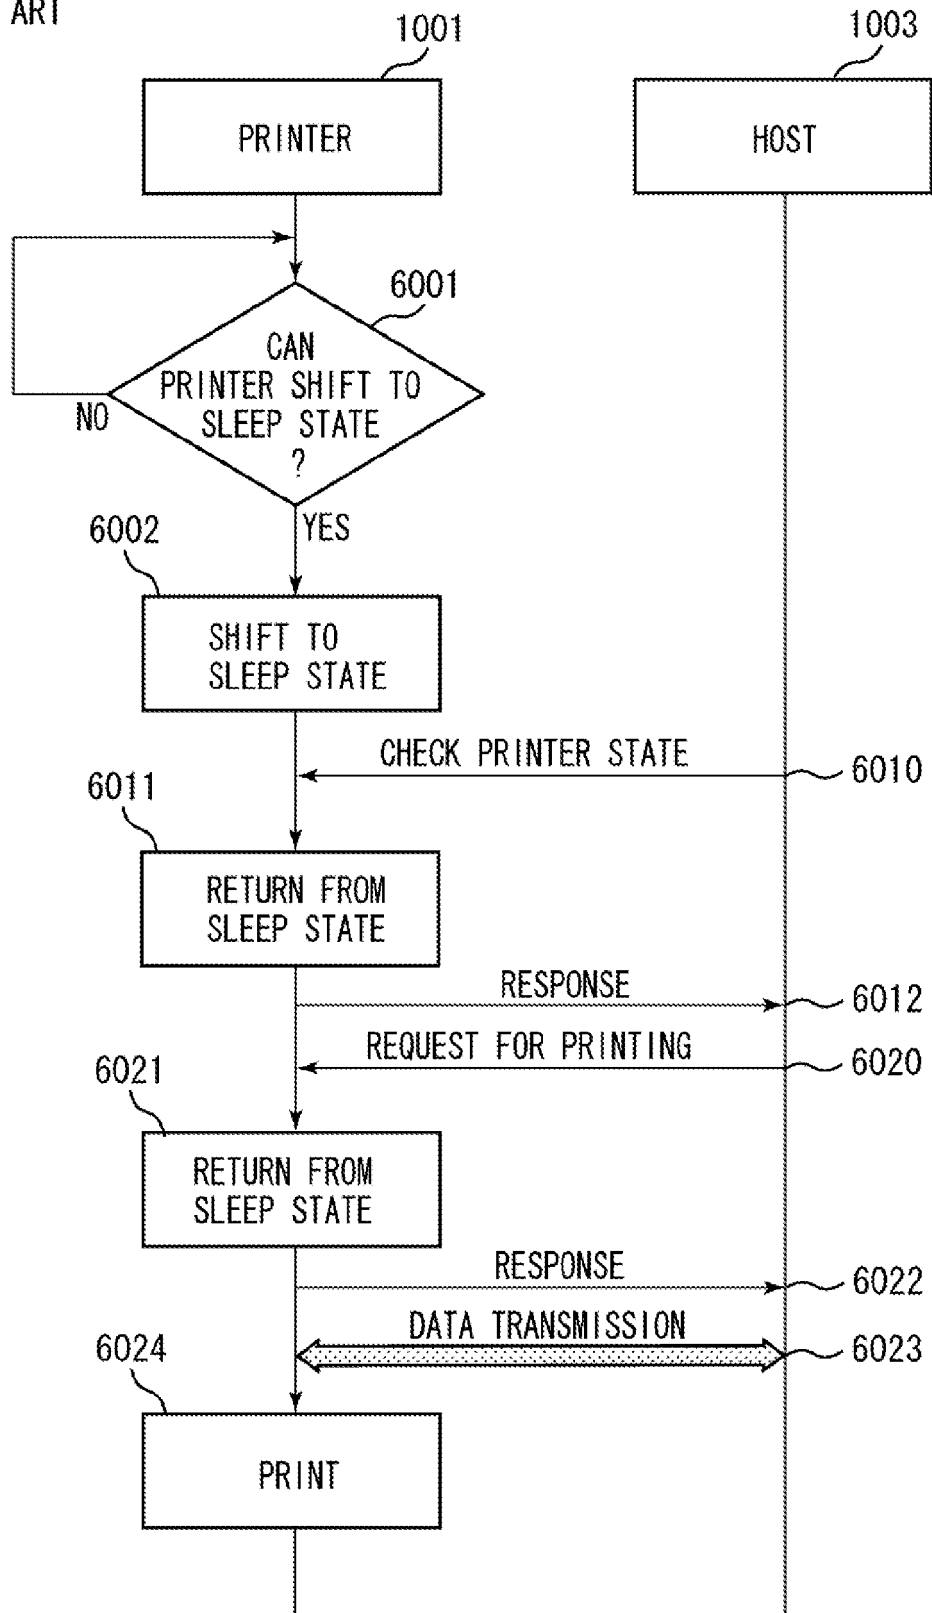 ART
1001
1003
PRINTER
HOST
6001
CAN
PRINTER SHIFT TO
SLEEP STATE
?
NO
YES
6002
SHIFT TO
SLEEP STATE
CHECK PRINTER STATE
6010
6011
RETURN FROM
SLEEP STATE
RESPONSE
6012
REQUEST FOR PRINTING
6020
6021
RETURN FROM
SLEEP STATE
RESPONSE
6022
DATA TRANSMISSION
6023
6024
PRINT